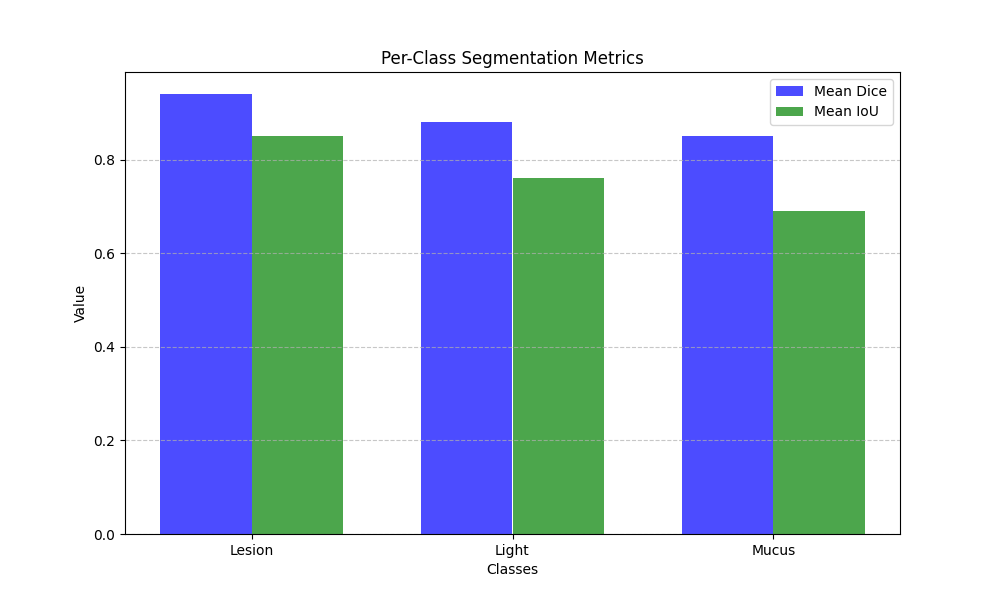 Per-Class Segmentation Metrics
Mean Dice
Mean IoU
Value
0.8
0.6
0.4
0.2
0.0
Lesion Light Mucus
Classes